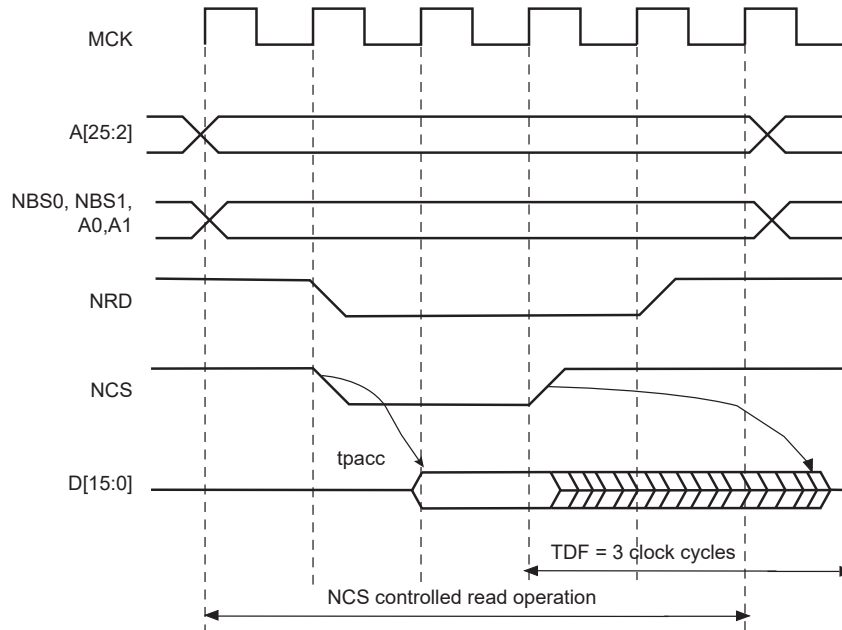 MCK
A[25:2]
NBS0, NBS1,
A0,A1
NRD
NCS
tpacc
D[15:0]
TDF = 3 clock cycles
NCS controlled read operation